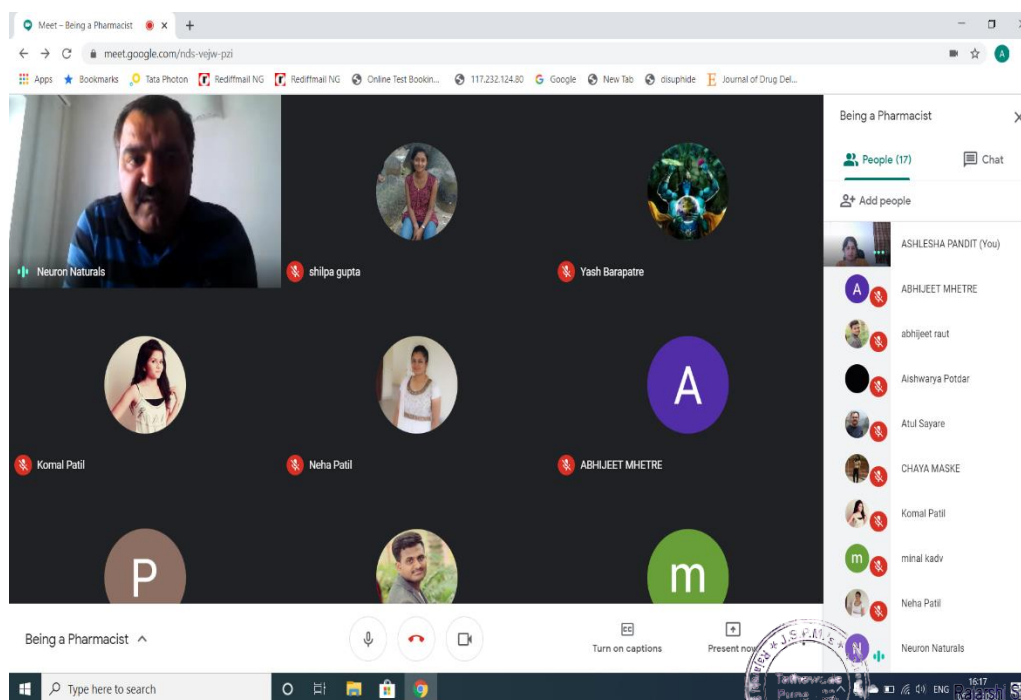 Meet – Being a Pharmacist
meet.google.com/nds-vejw-pzi
Apps Bookmarks Tata Photon Rediffmail NG Rediffmail NG Online Test Bookin... 117.232.124.80 Google New Tab disuphide Journal of Drug Del...
Neuron Naturals
shilpa gupta
Yash Barapatre
Komal Patil
Neha Patil
A
ABHIJEET MHETRE
P
m
Being a Pharmacist
People (17)
Chat
Add people
ASHLESHA PANDIT (You)
A ABHIJEET MHETRE
abhijeet raut
Aishwarya Potdar
Atul Sayare
CHAYA MASKE
Komal Patil
m minal kadv
Neha Patil
N Neuron Naturals
Being a Pharmacist
CC
Turn on captions
Present now
J.S.P.M.'s
Type here to search
ENG
16:17